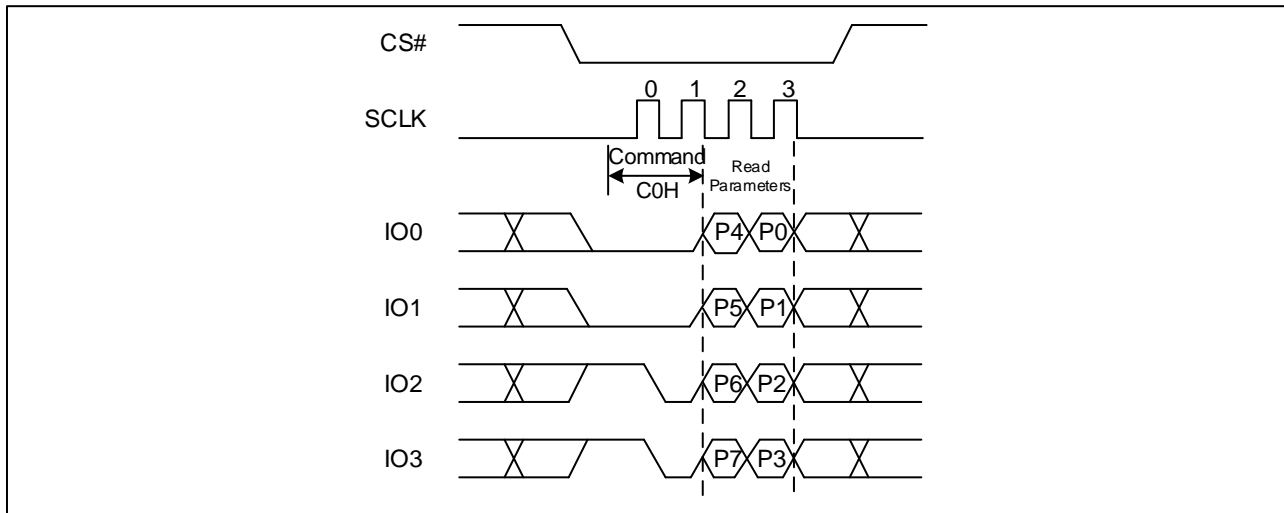 CS#
0 1 2 3
SCLK
Command
Read
Parameters
C0H
IO0 P4 P0
IO1 P5 P1
IO2 P6 P2
IO3 P7 P3